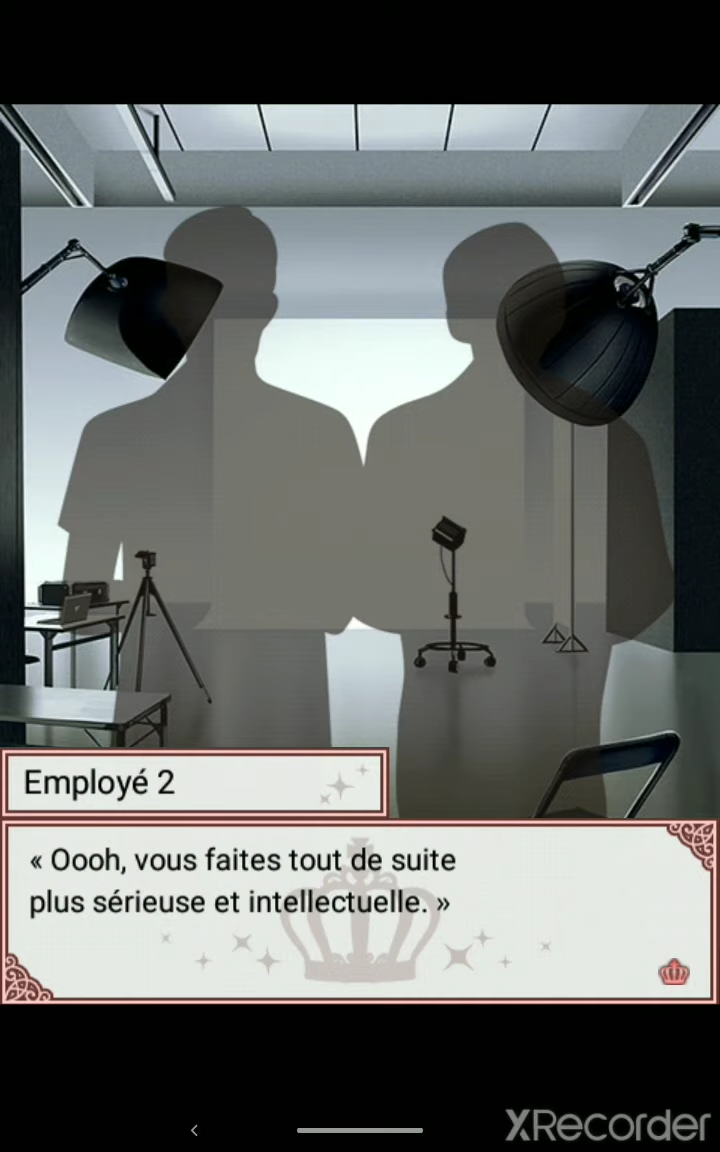 Employé 2
« Oooh, vous faites tout de suite
plus sérieuse et intellectuelle. »
XRecorder